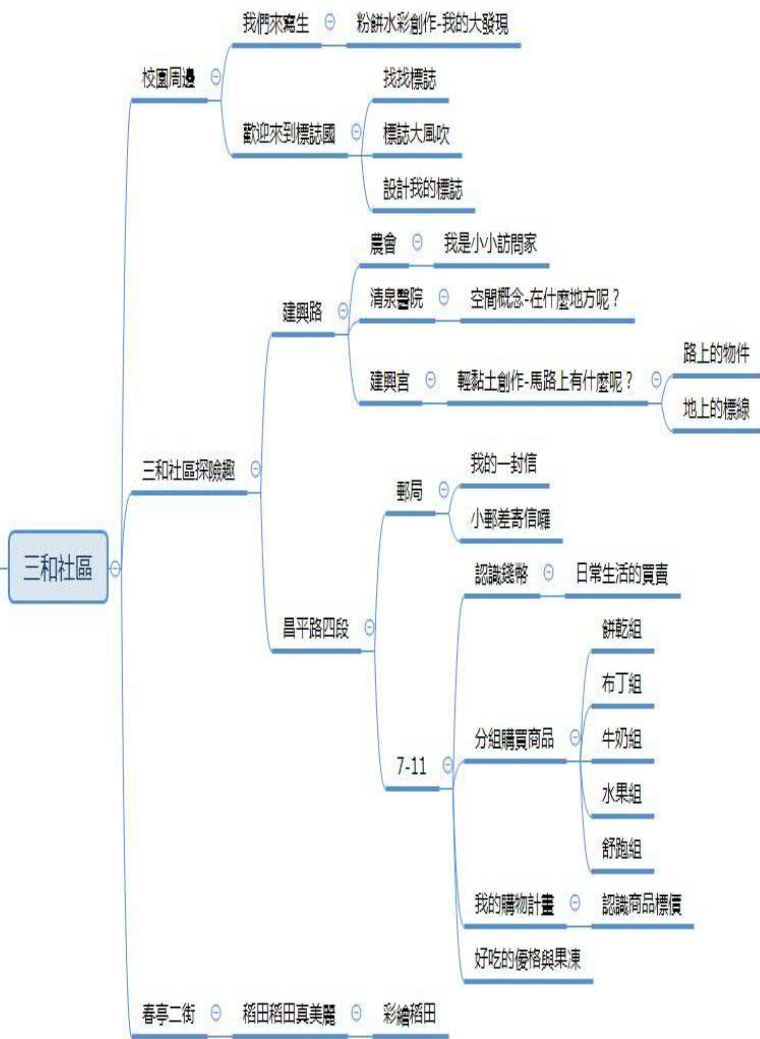 三和社區
校園周邊
我們來寫生
粉餅水彩創作-我的大發現
歡迎來到標誌國
找找標誌
標誌大風吹
設計我的標誌
三和社區探險趣
建興路
農會
我是小小訪問家
清泉醫院
空間概念-在什麼地方呢？
建興宮
輕黏土創作-馬路上有什麼呢？
路上的物件
地上的標線
昌平路四段
郵局
我的一封信
小郵差寄信囉
7-11
認識錢幣
日常生活的買賣
分組購買商品
餅乾組
布丁組
牛奶組
水果組
舒跑組
我的購物計畫
認識商品標價
好吃的優格與果凍
春亭二街
稻田稻田真美麗
彩繪稻田